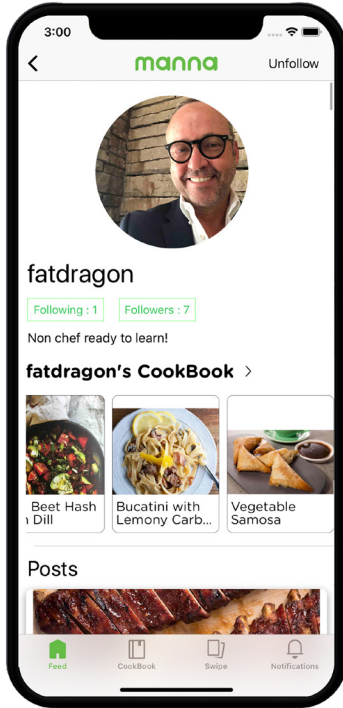 3:00
manna
Unfollow
fatdragon
Following : 1
Followers : 7
Non chef ready to learn!
fatdragon's CookBook
Beet Hash
Dill
Bucatini with
Lemony Carb...
Vegetable
Samosa
Posts
Feed
CookBook
Swipe
Notifications